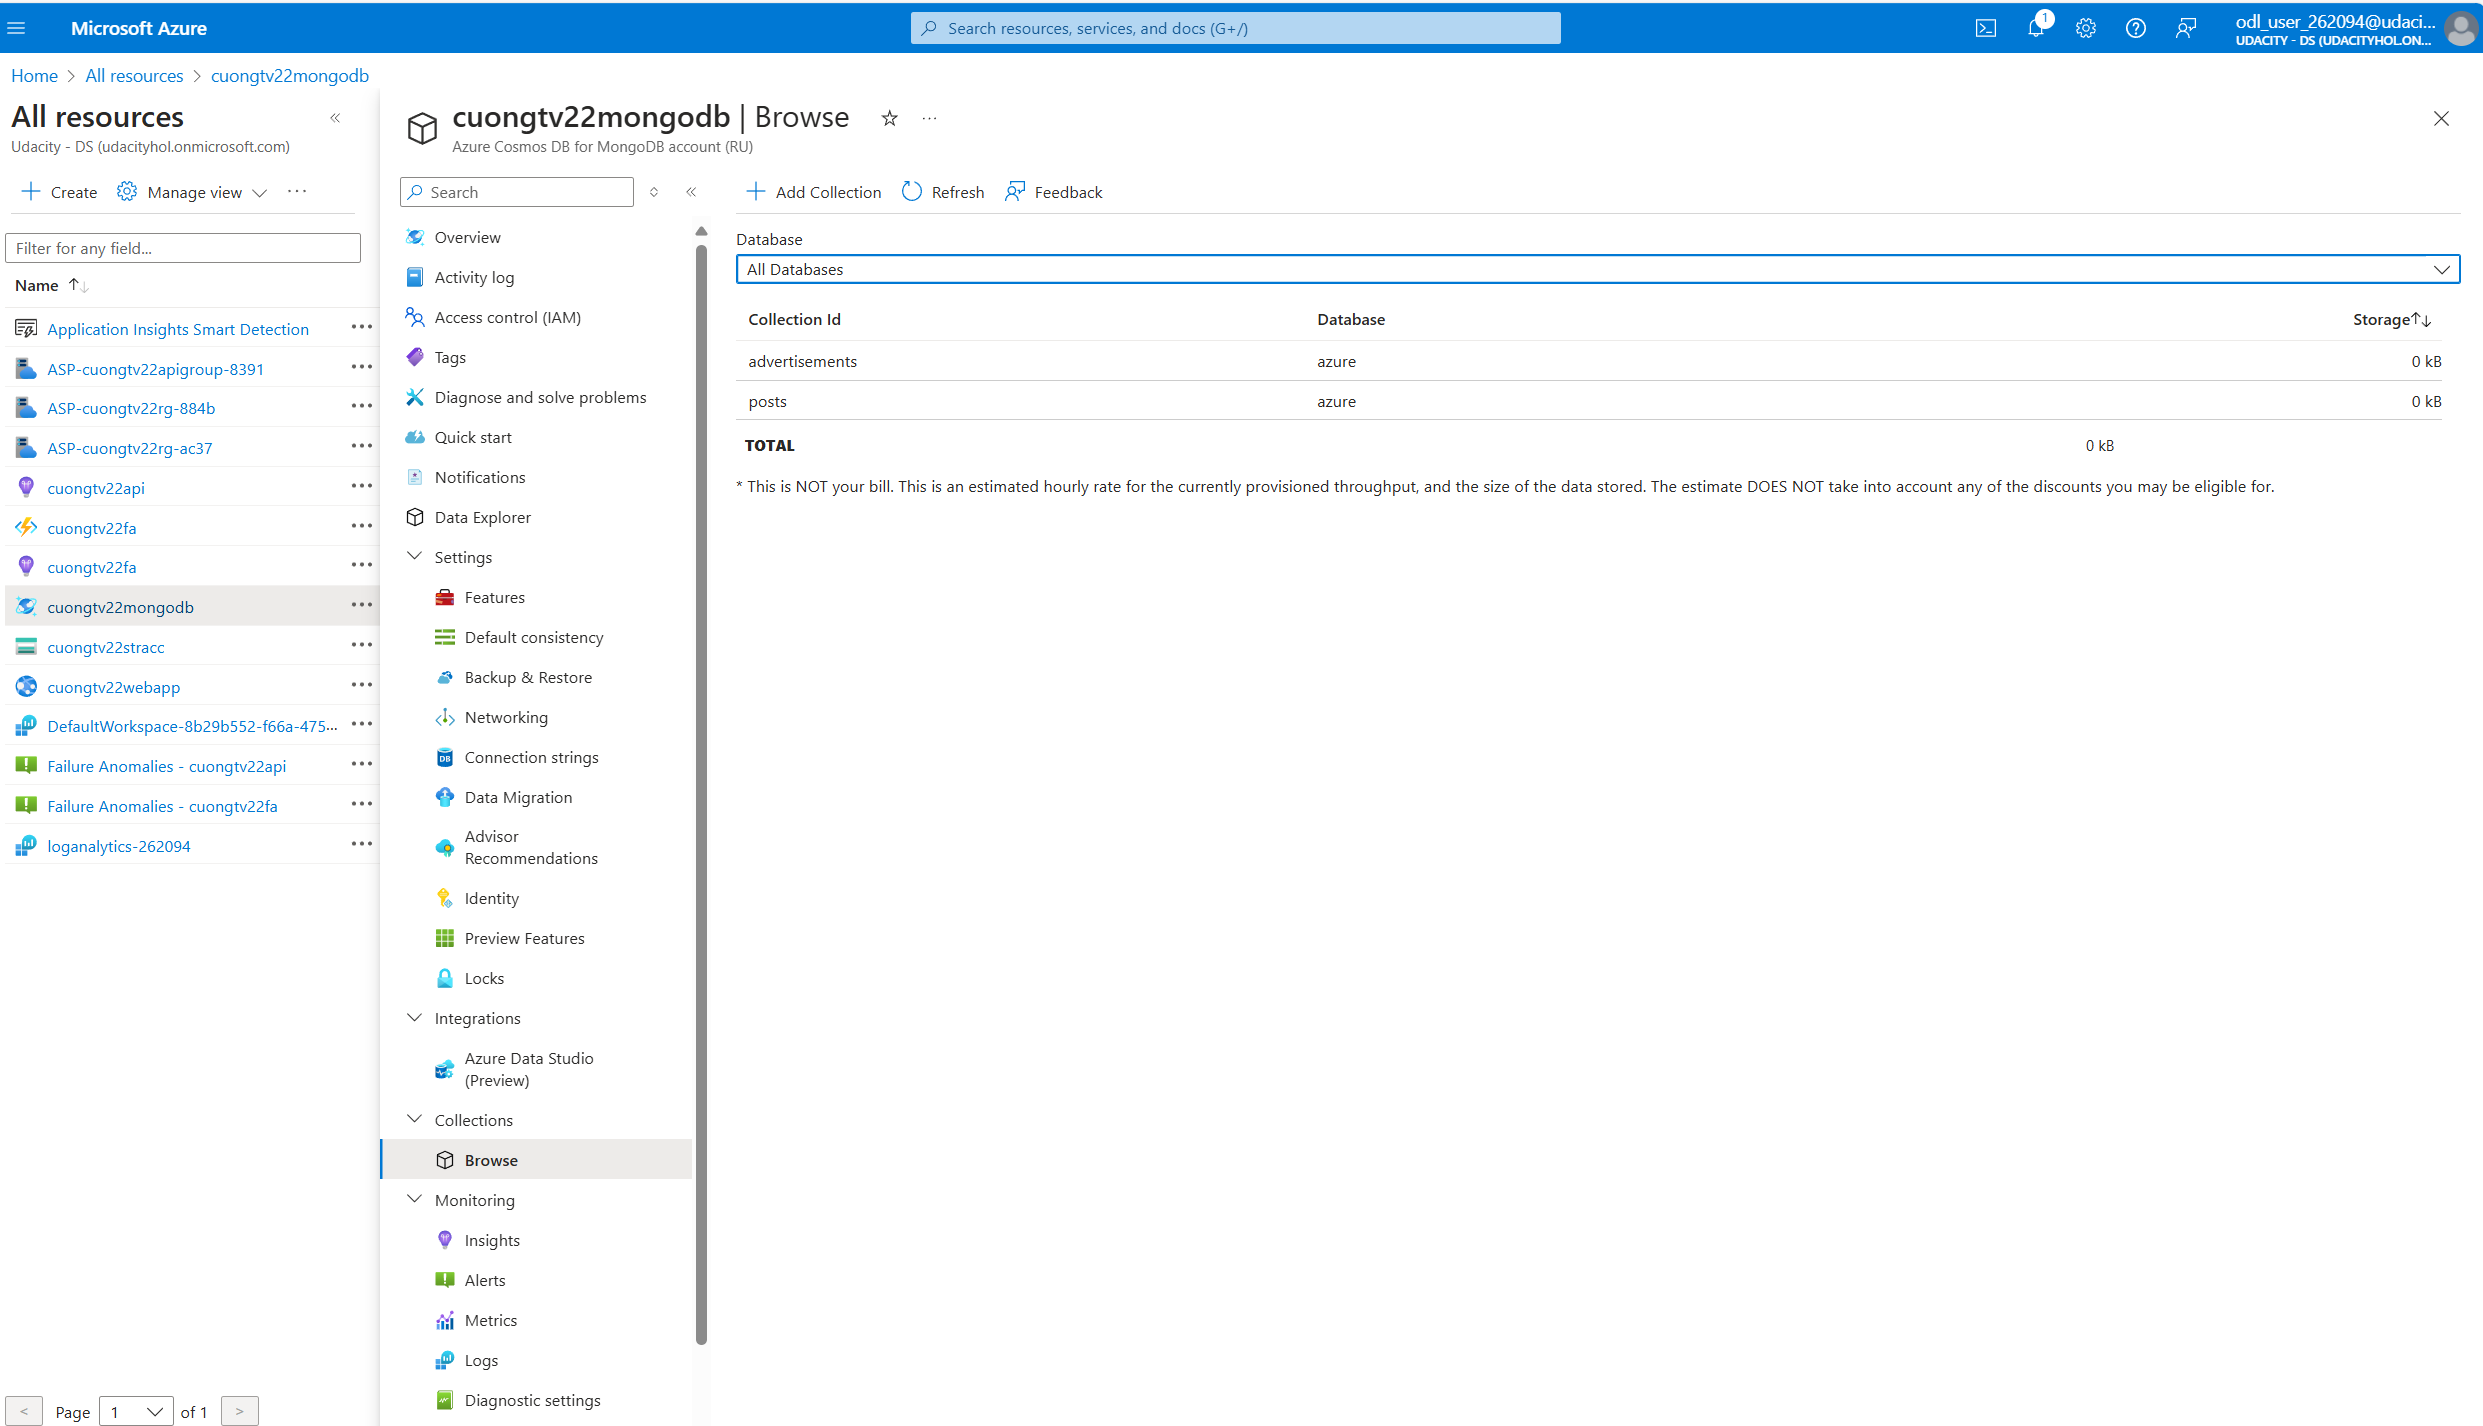 Microsoft Azure
Search resources, services, and docs (G+/)
1
odl_user_262094@udaci...
UDACITY - DS (UDACITYHOL.ON...
Home > All resources > cuongtv22mongodb
All resources
Udacity - DS (udacityhol.onmicrosoft.com)
Create
Manage view
Filter for any field...
Name
Application Insights Smart Detection
ASP-cuongtv22apigroup-8391
ASP-cuongtv22rg-884b
ASP-cuongtv22rg-ac37
cuongtv22api
cuongtv22fa
cuongtv22fa
cuongtv22mongodb
cuongtv22stracc
cuongtv22webapp
DefaultWorkspace-8b29b552-f66a-475...
Failure Anomalies - cuongtv22api
Failure Anomalies - cuongtv22fa
loganalytics-262094
< Page 1 of 1 >
cuongtv22mongodb | Browse
Azure Cosmos DB for MongoDB account (RU)
Search
Overview
Activity log
Access control (IAM)
Tags
Diagnose and solve problems
Quick start
Notifications
Data Explorer
Settings
Features
Default consistency
Backup & Restore
Networking
Connection strings
Data Migration
Advisor
Recommendations
Identity
Preview Features
Locks
Integrations
Azure Data Studio
(Preview)
Collections
Browse
Monitoring
Insights
Alerts
Metrics
Logs
Diagnostic settings
Add Collection
Refresh
Feedback
Database
All Databases
Collection Id Database Storage
advertisements azure 0 kB
posts azure 0 kB
TOTAL 0 kB
* This is NOT your bill. This is an estimated hourly rate for the currently provisioned throughput, and the size of the data stored. The estimate DOES NOT take into account any of the discounts you may be eligible for.